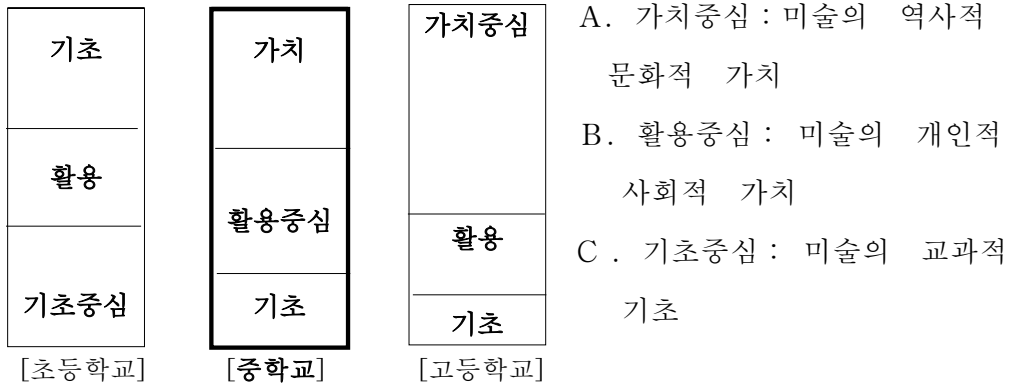 기초
활용
기초중심
[초등학교]
가치
활용중심
기초
[중학교]
가치중심
활용
기초
[고등학교]
A. 가치중심 : 미술의 역사적
문화적 가치
B. 활용중심 : 미술의 개인적
사회적 가치
C . 기초중심 : 미술의 교과적
기초